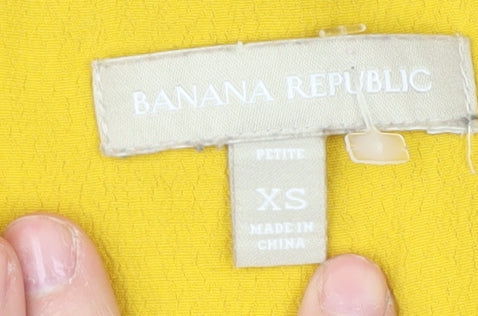 BANANA REPUBLIC
PETITE
XS
MADE IN
CHINA